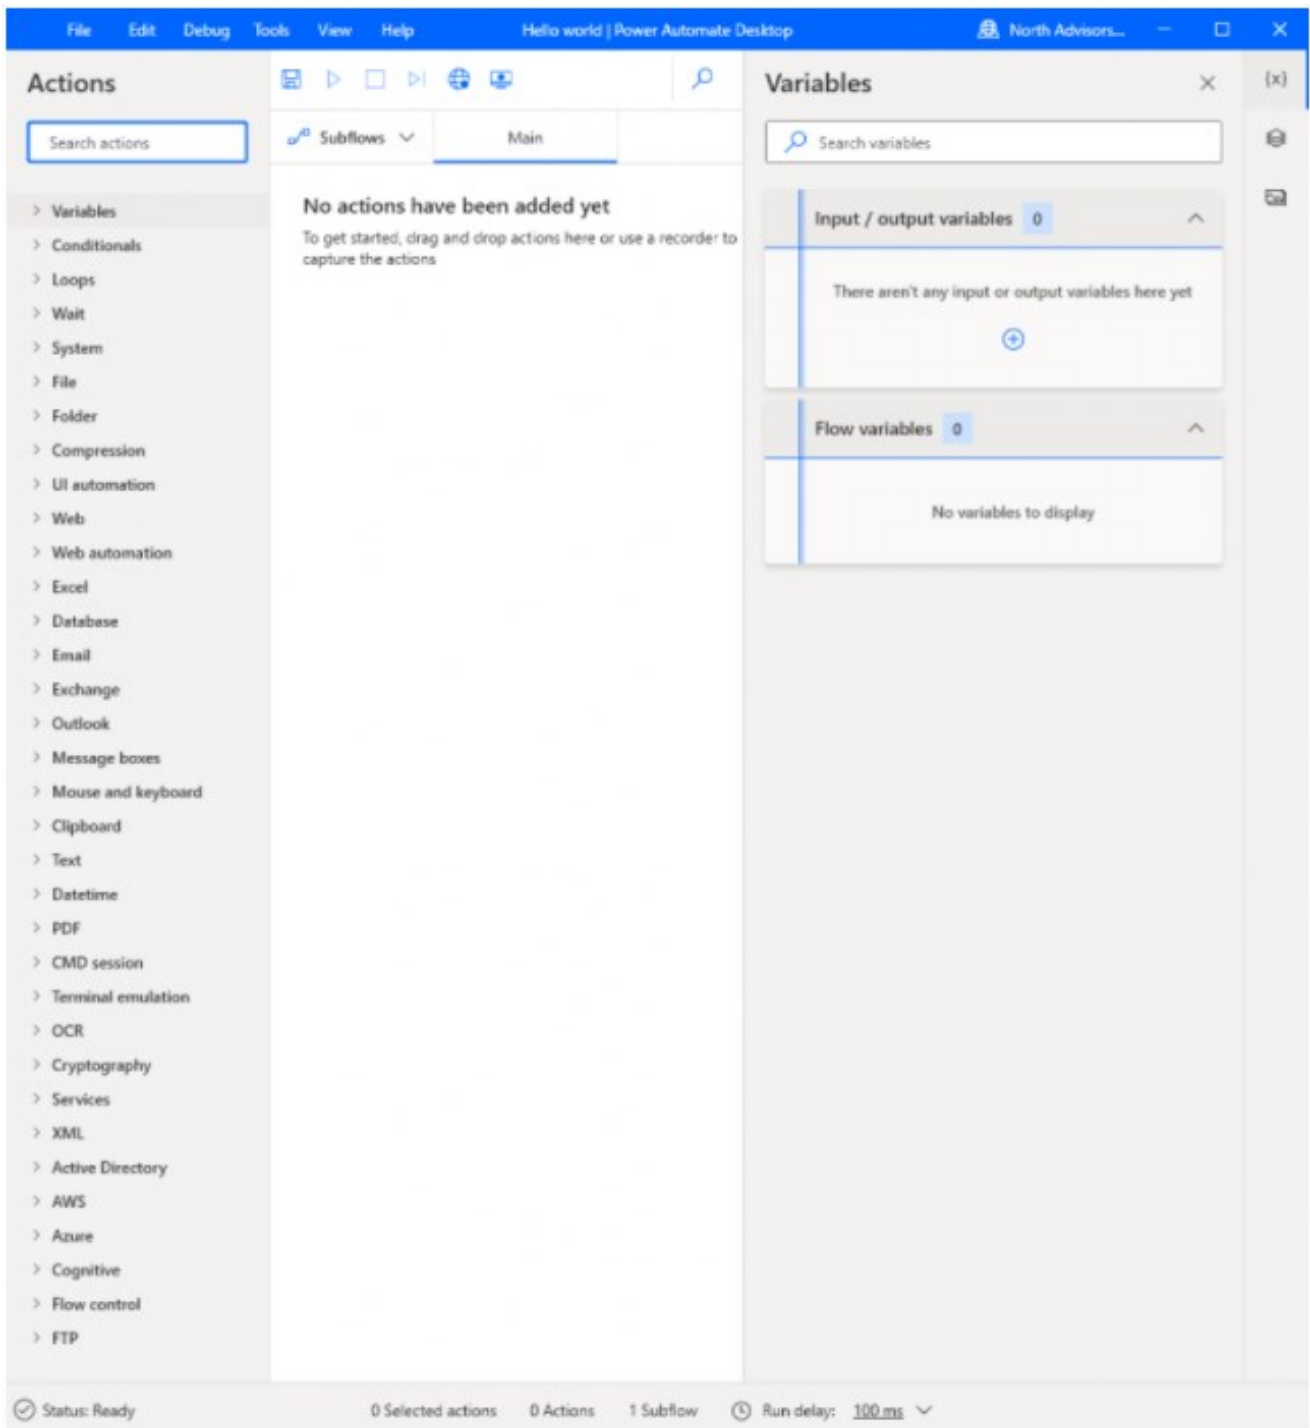 File Edit Debug Tools View Help Hello world | Power Automate Desktop North Advisors...
Actions
Search actions
Variables
Conditionals
Loops
Wait
System
File
Folder
Compression
UI automation
Web
Web automation
Excel
Database
Email
Exchange
Outlook
Message boxes
Mouse and keyboard
Clipboard
Text
Datetime
PDF
CMD session
Terminal emulation
OCR
Cryptography
Services
XML
Active Directory
AWS
Azure
Cognitive
Flow control
FTP
Subflows Main
No actions have been added yet
To get started, drag and drop actions here or use a recorder to
capture the actions
Variables
{x}
Search variables
Input / output variables 0
There aren't any input or output variables here yet
Flow variables 0
No variables to display
Status: Ready 0 Selected actions 0 Actions 1 Subflow Run delay: 100 ms